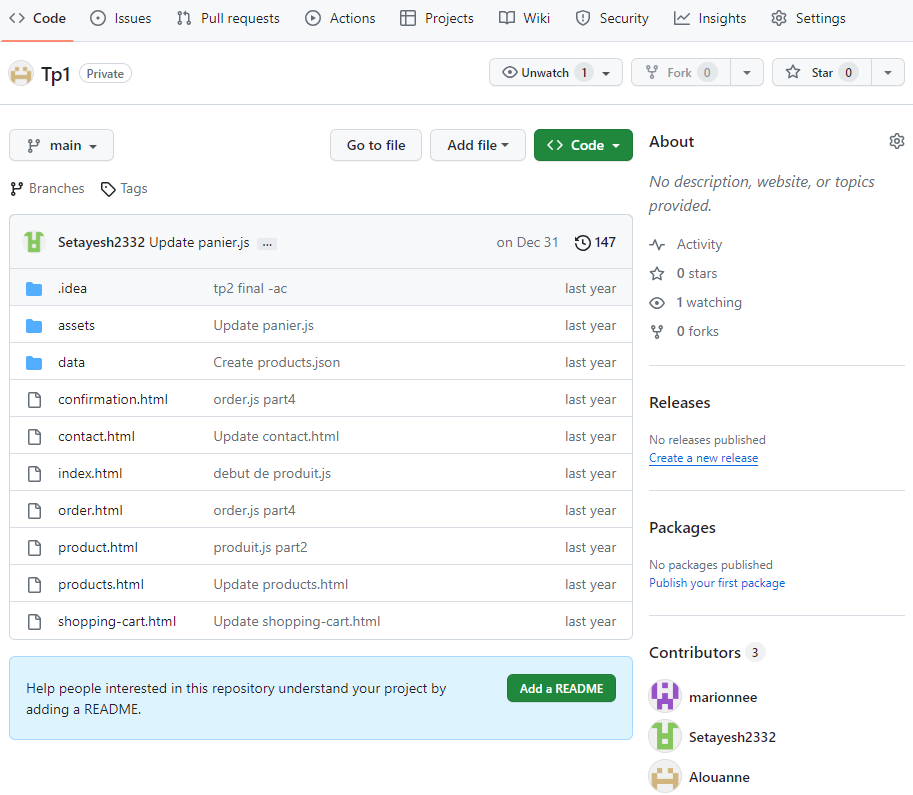 Code Issues Pull requests Actions Projects Wiki Security Insights Settings
Tp1 Private Unwatch 1 Fork 0 Star 0
main Go to file Add file Code
Branches Tags
Setayesh2332 Update panier.js ... on Dec 31 147
.idea tp2 final -ac last year
assets Update panier.js last year
data Create products.json last year
confirmation.html order.js part4 last year
contact.html Update contact.html last year
index.html debut de produit.js last year
order.html order.js part4 last year
product.html produit.js part2 last year
products.html Update products.html last year
shopping-cart.html Update shopping-cart.html last year
Help people interested in this repository understand your project by
adding a README.
Add a README
About
No description, website, or topics
provided.
Activity
0 stars
1 watching
0 forks
Releases
No releases published
Create a new release
Packages
No packages published
Publish your first package
Contributors 3
marionnee
Setayesh2332
Alouanne